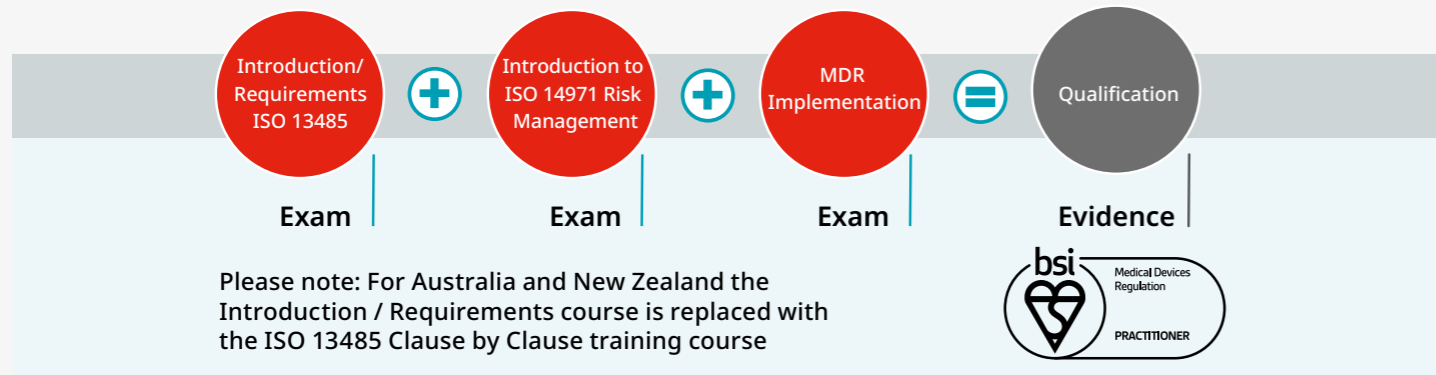 Introduction/
Requirements
ISO 13485
Introduction to
ISO 14971 Risk
Management
MDR
Implementation
Qualification
Exam
Exam
Exam
Evidence
Please note: For Australia and New Zealand the
Introduction / Requirements course is replaced with
the ISO 13485 Clause by Clause training course
bsi
Medical Devices
Regulation
PRACTITIONER